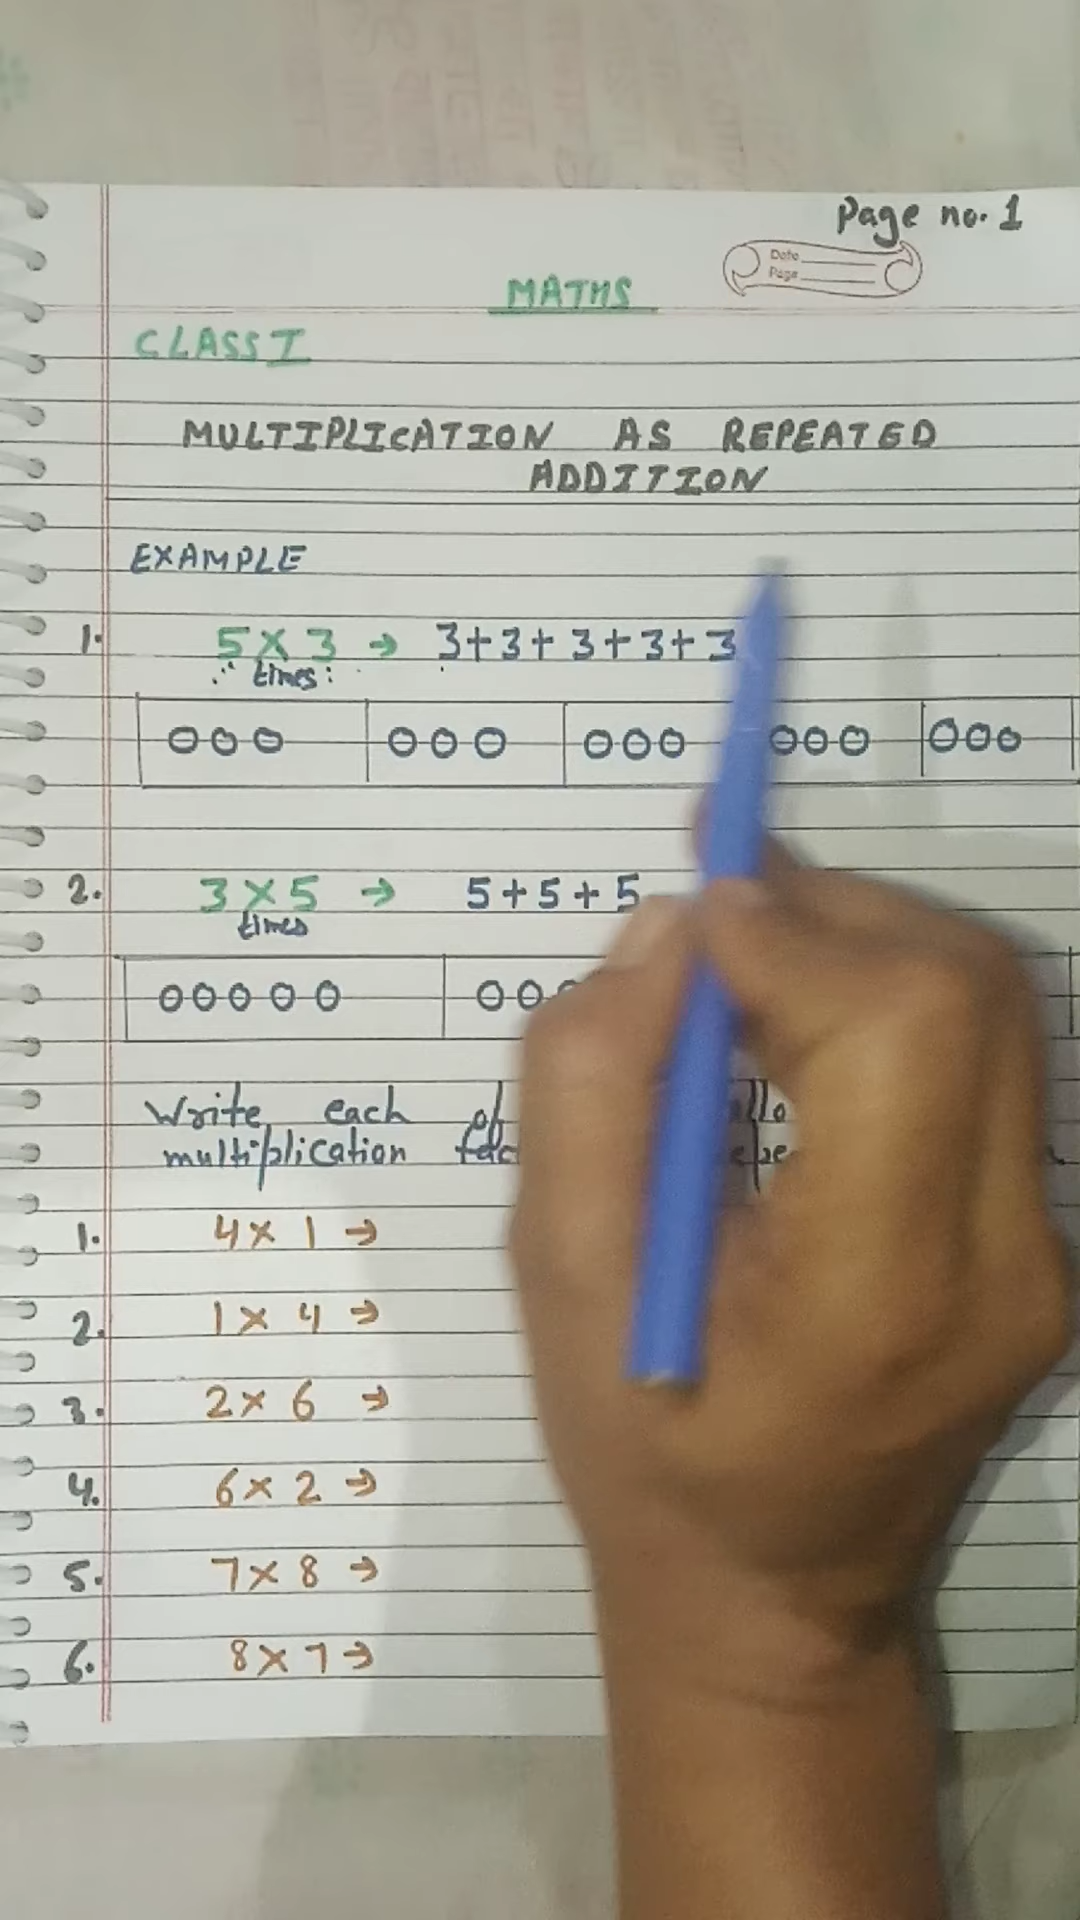 Page no. 1
Date
Page
MATHS
CLASS I
MULTIPLICATION AS REPEATED
ADDITION
EXAMPLE
1. 5 X 3 → 3+3+3+3+3
times
2. 3 X 5 → 5+5+5
times
Write each of
multiplication
1. 4 × 1 →
2. 1 × 4 →
3. 2 × 6 →
4. 6 × 2 →
5. 7 × 8 →
6. 8 × 7 →